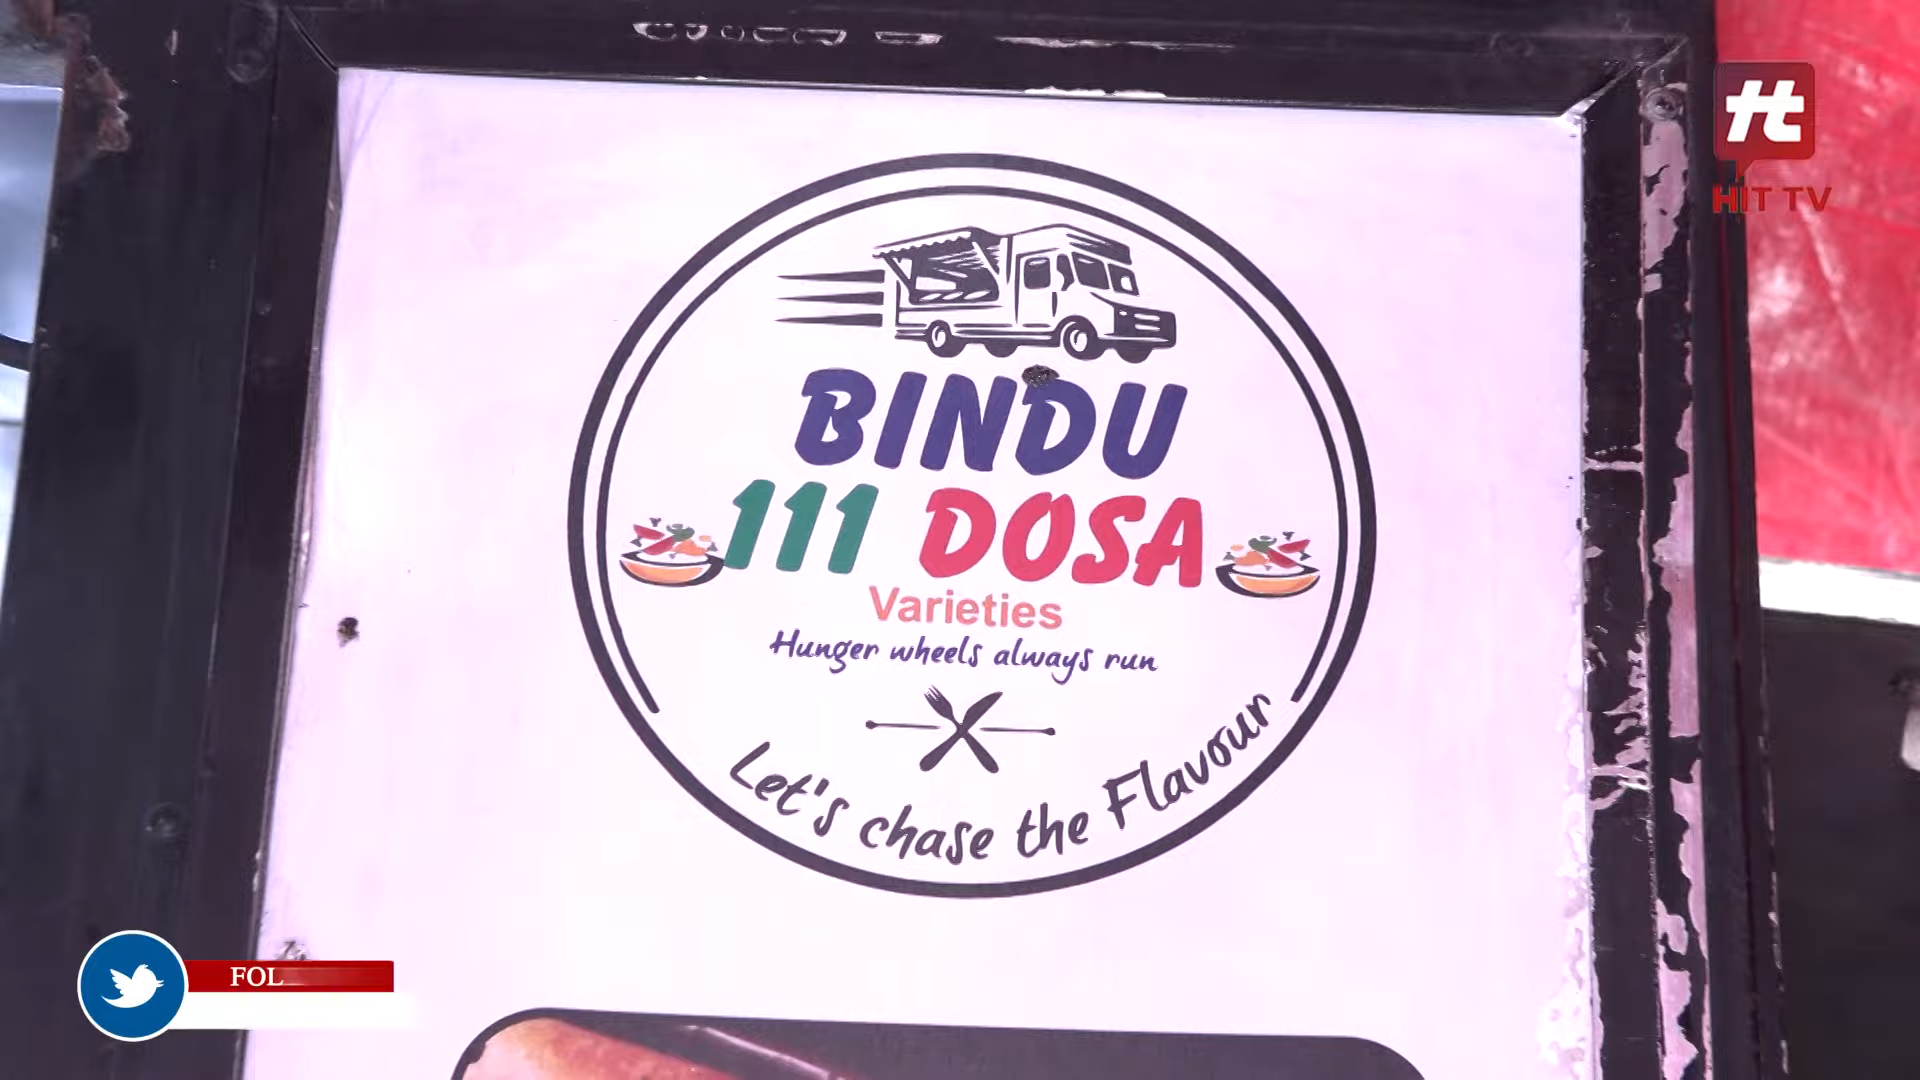 HIT TV
BINDU
111 DOSA
Varieties
Hunger wheels always run
Let's chase the Flavour
FOL